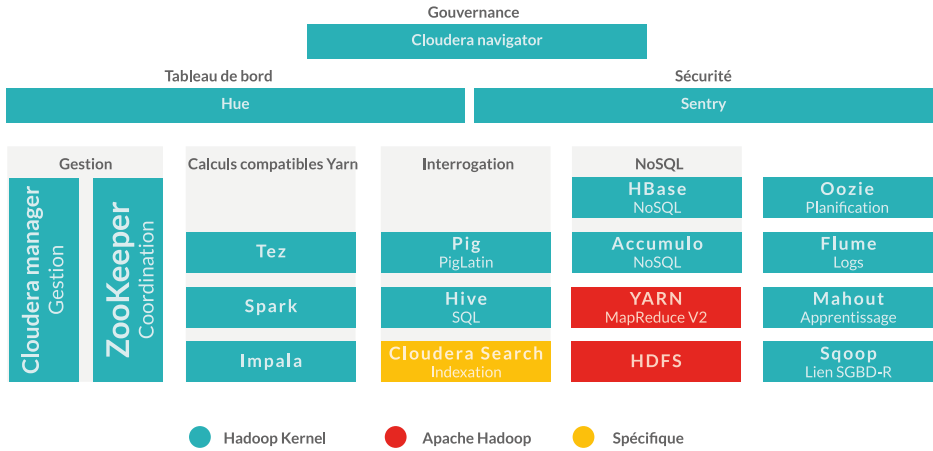 Gouvernance
Cloudera navigator
Tableau de bord
Hue
Sécurité
Sentry
Gestion
Cloudera manager
Gestion
ZooKeeper
Coordination
Calculs compatibles Yarn
Tez
Spark
Impala
Interrogation
Pig
PigLatin
Hive
SQL
Cloudera Search
Indexation
NoSQL
HBase
NoSQL
Accumulo
NoSQL
YARN
MapReduce V2
HDFS
Oozie
Planification
Flume
Logs
Mahout
Apprentissage
Sqoop
Lien SGBD-R
Hadoop Kernel
Apache Hadoop
Spécifique